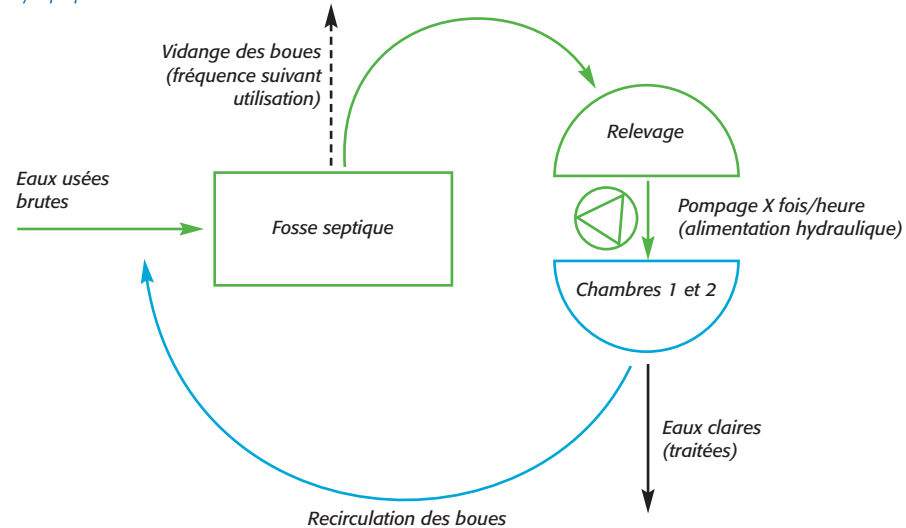 Vidange des boues
(fréquence suivant
utilisation)
Relevage
Eaux usées
brutes
Fosse septique
Pompage X fois/heure
(alimentation hydraulique)
Chambres 1 et 2
Eaux claires
(traitées)
Recirculation des boues